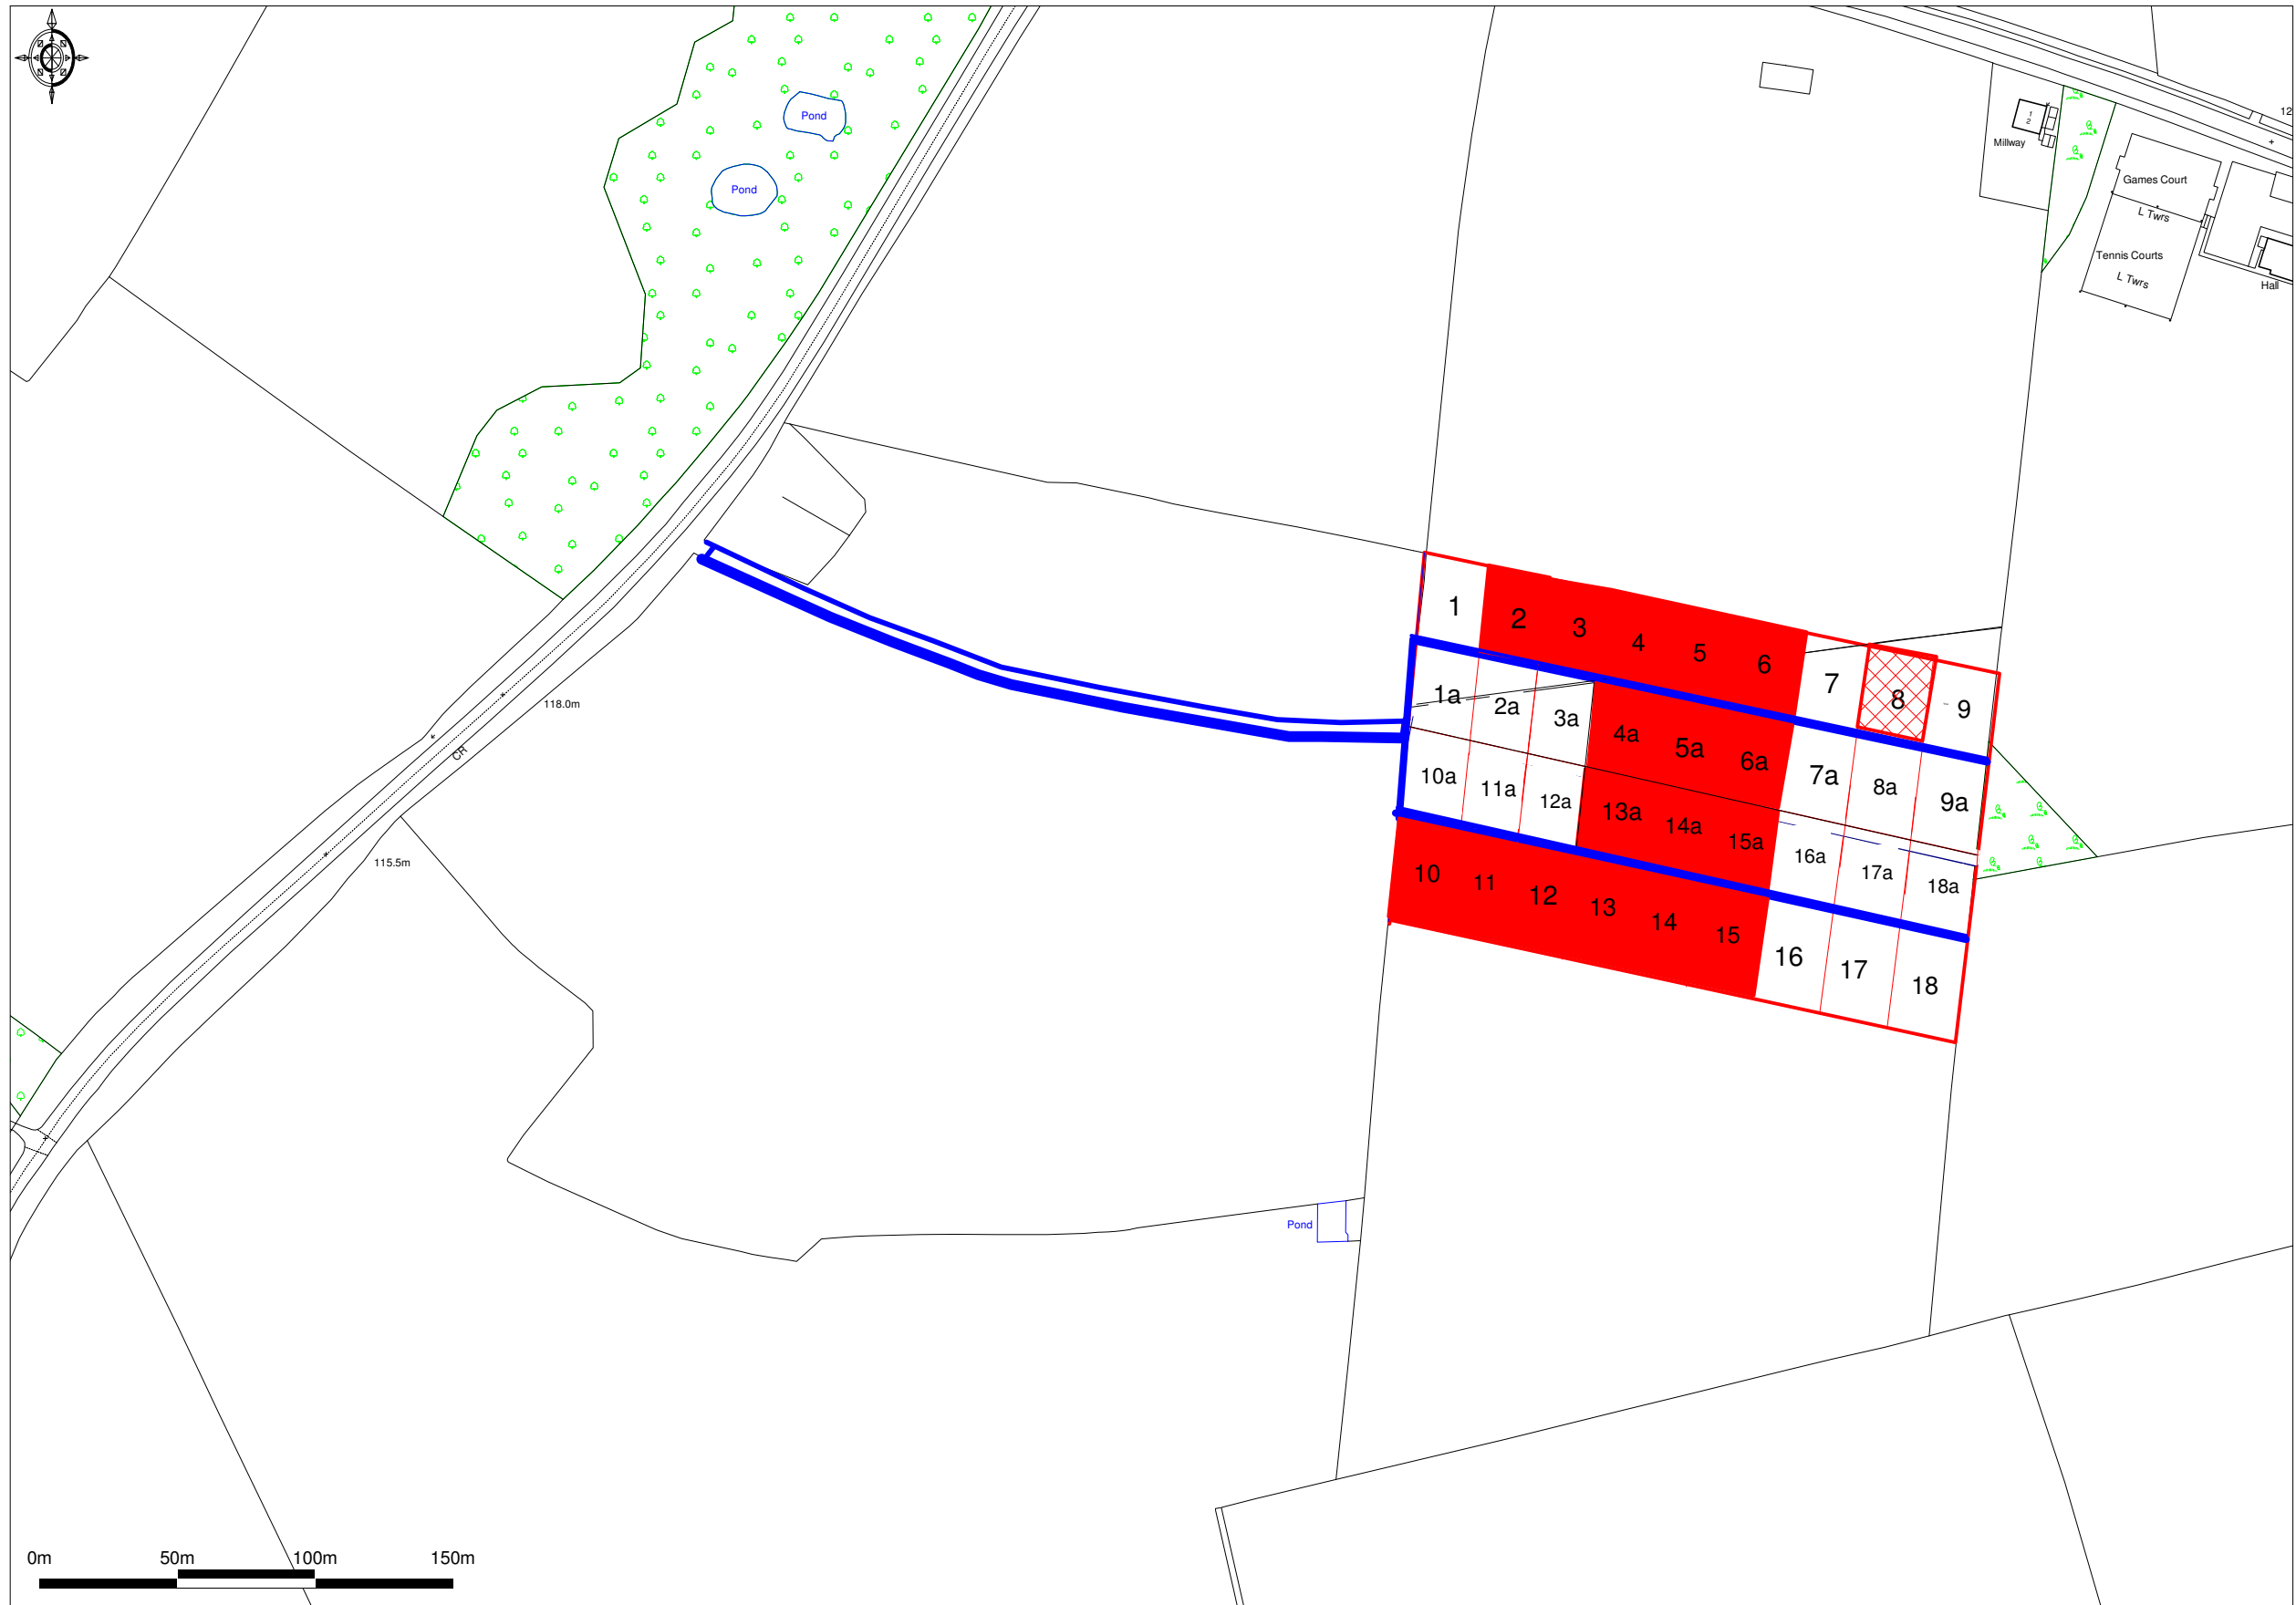 Pond
Pond
12
1
2
Millway
Games Court
L Twrs
Tennis Courts
L Twrs
Hall
1 2 3 4 5 6 7 8 9
1a 2a 3a 4a 5a 6a 7a 8a 9a
10a 11a 12a 13a 14a 15a 16a 17a 18a
10 11 12 13 14 15 16 17 18
118.0m
CR
115.5m
Pond
0m 50m 100m 150m